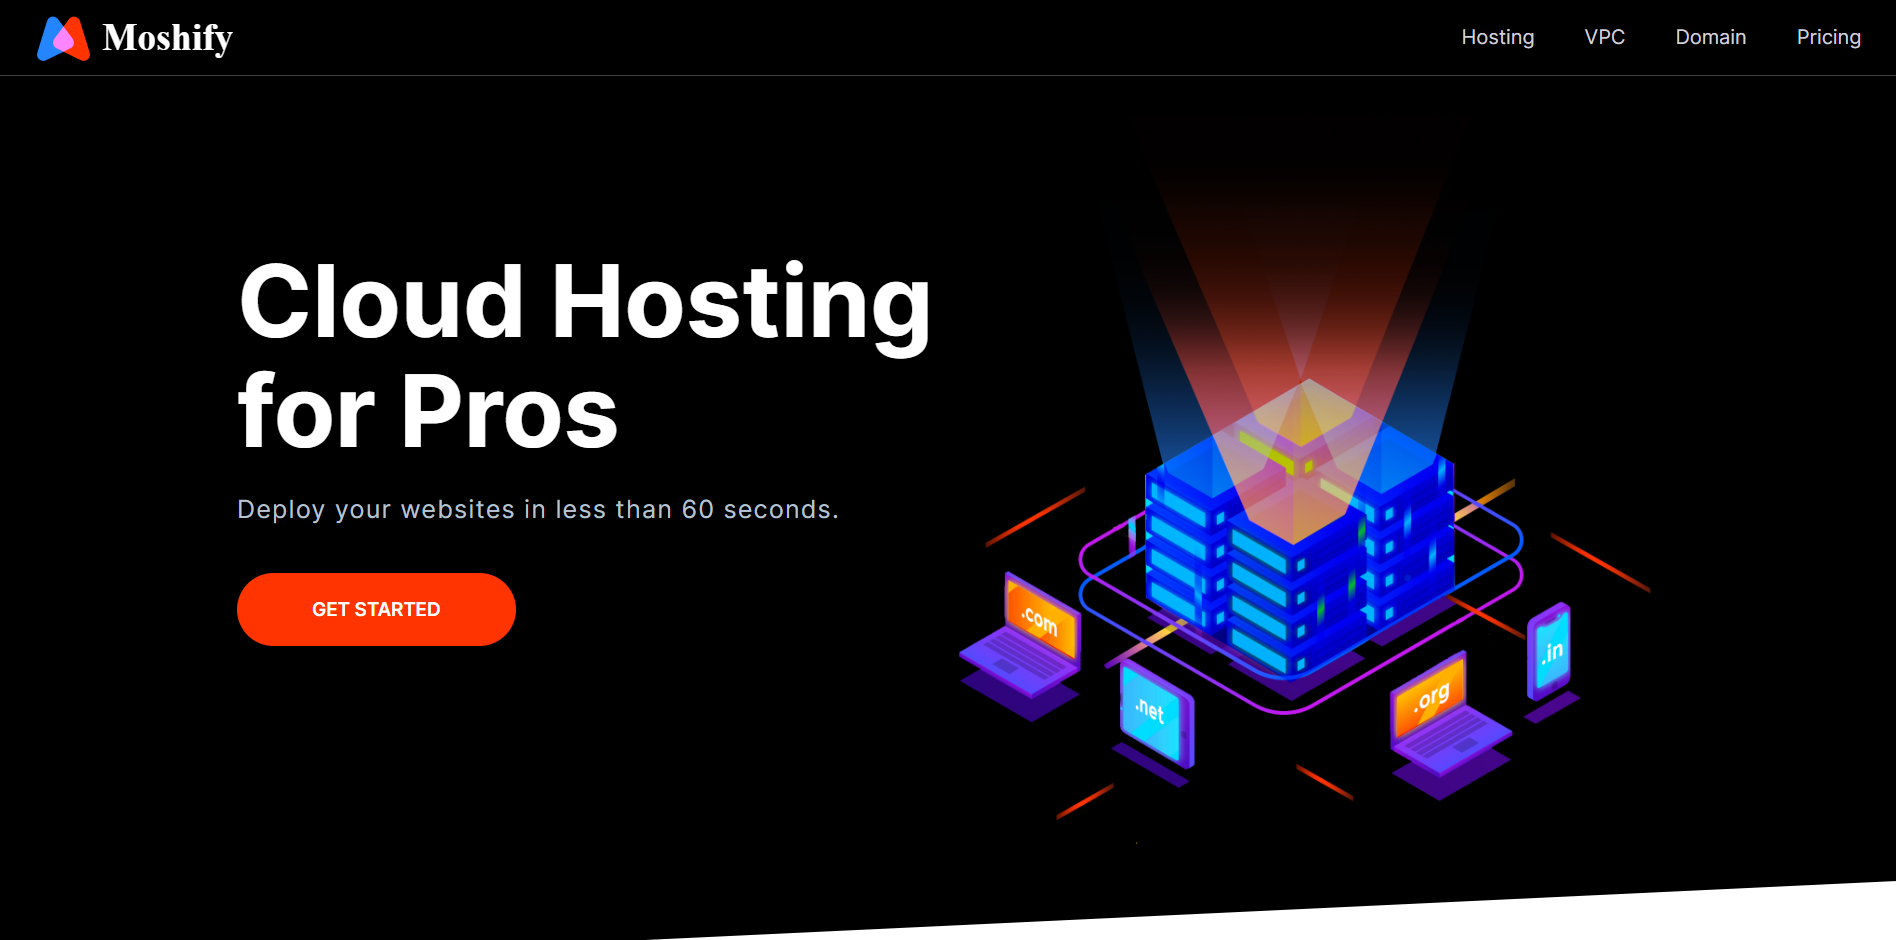 Moshify
Hosting
VPC
Domain
Pricing
Cloud Hosting
for Pros
Deploy your websites in less than 60 seconds.
GET STARTED
.com
.net
.org
.in